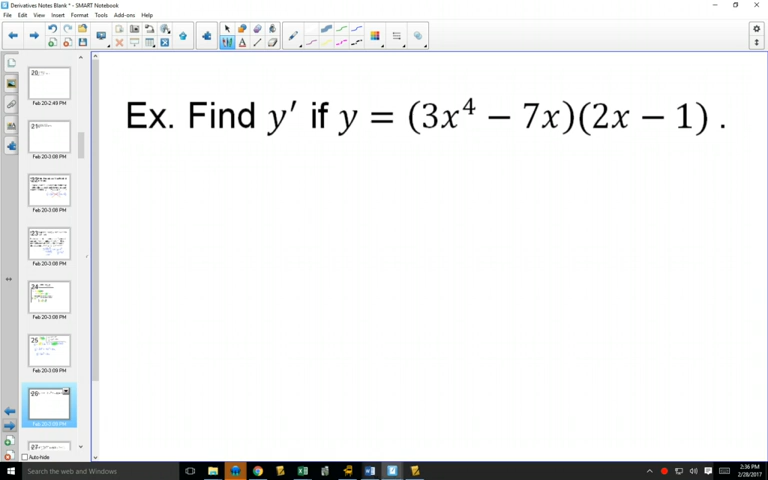 Derivatives Notes Blank * - SMART Notebook
File Edit View Insert Format Tools Add-ons Help
Ex. Find y′ if y = (3x⁴ − 7x)(2x − 1) .
20
Feb 20-2:49 PM
21
Feb 20-3:08 PM
22
Feb 20-3:08 PM
23
Feb 20-3:08 PM
24
Feb 20-3:08 PM
25
Feb 20-3:09 PM
26
27
Auto-hide
Search the web and Windows
2:36 PM
2/28/2017